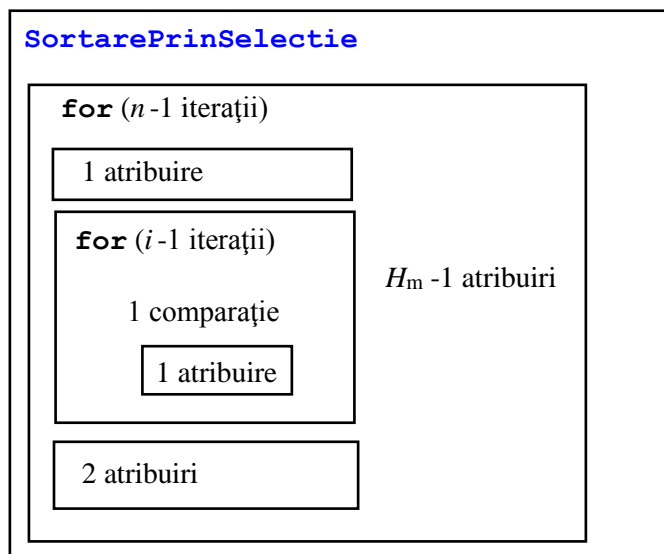 SortarePrinSelectie
for (n -1 iteraţii)
1 atribuire
for (i -1 iteraţii)
Hm -1 atribuiri
1 comparaţie
1 atribuire
2 atribuiri